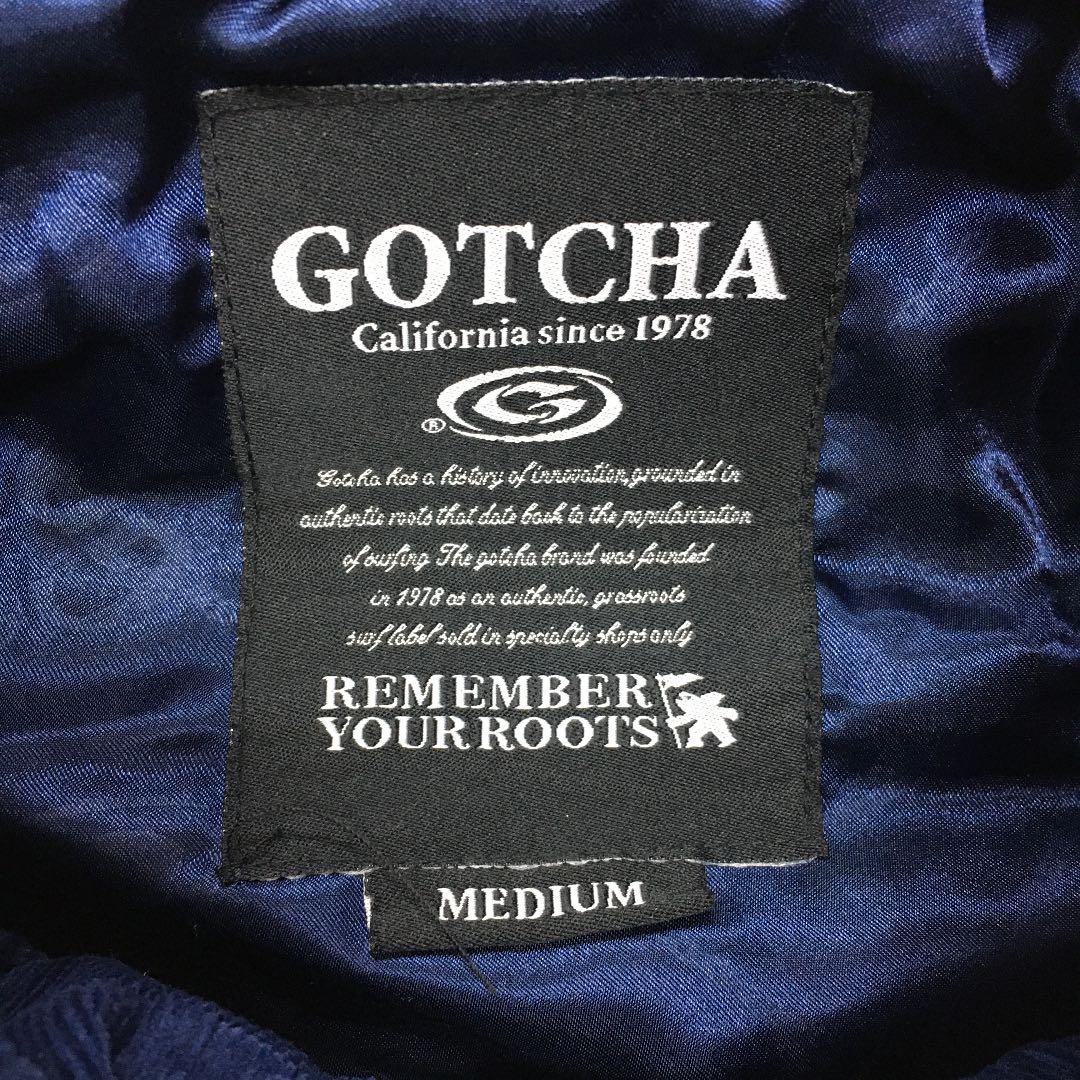 GOTCHA
California since 1978
®
Gotcha has a history of innovation, grounded in
authentic roots that date back to the popularization
of surfing The gotcha brand was founded
in 1978 as an authentic, grassroots
surf label sold in specialty shops only
REMEMBER
YOUR ROOTS
MEDIUM